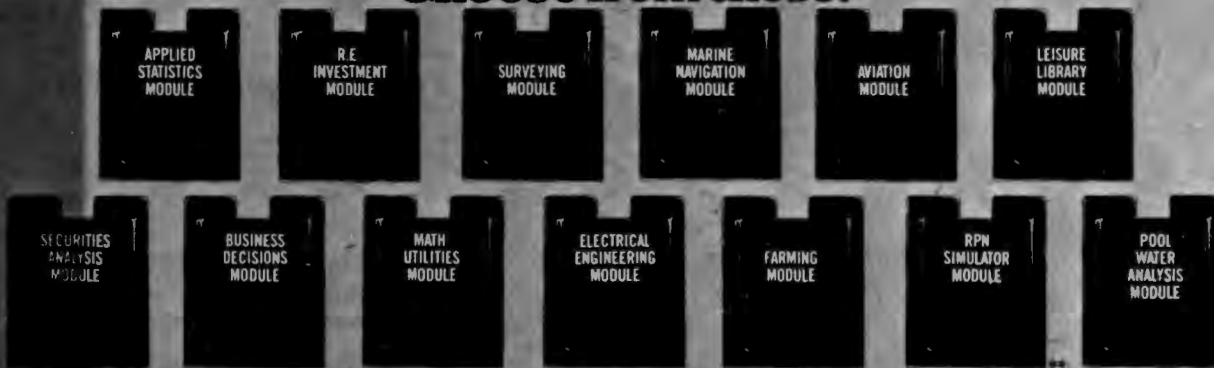 APPLIED
STATISTICS
MODULE
R.E
INVESTMENT
MODULE
SURVEYING
MODULE
MARINE
NAVIGATION
MODULE
AVIATION
MODULE
LEISURE
LIBRARY
MODULE
SECURITIES
ANALYSIS
MODULE
BUSINESS
DECISIONS
MODULE
MATH
UTILITIES
MODULE
ELECTRICAL
ENGINEERING
MODULE
FARMING
MODULE
RPN
SIMULATOR
MODULE
POOL
WATER
ANALYSIS
MODULE